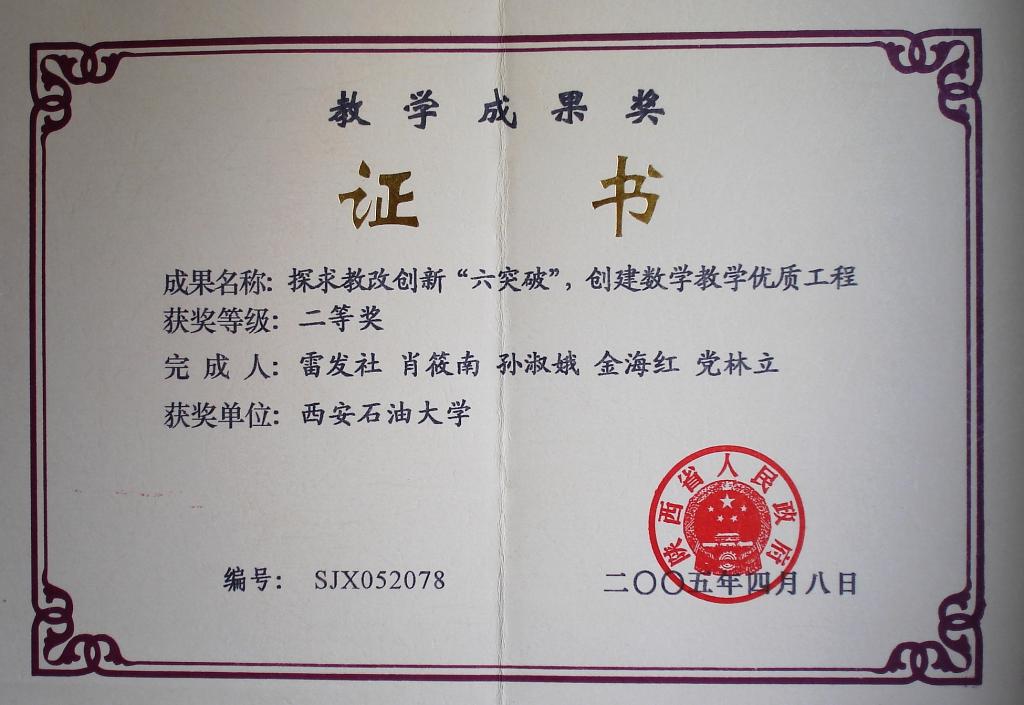 教学成果奖
证书
成果名称：探求教改创新“六突破”，创建数学教学优质工程
获奖等级：二等奖
完成人：雷发社 肖筱南 孙淑娥 金海红 党林立
获奖单位：西安石油大学
陕西省人民政府
编号： SJX052078
二〇〇五年四月八日